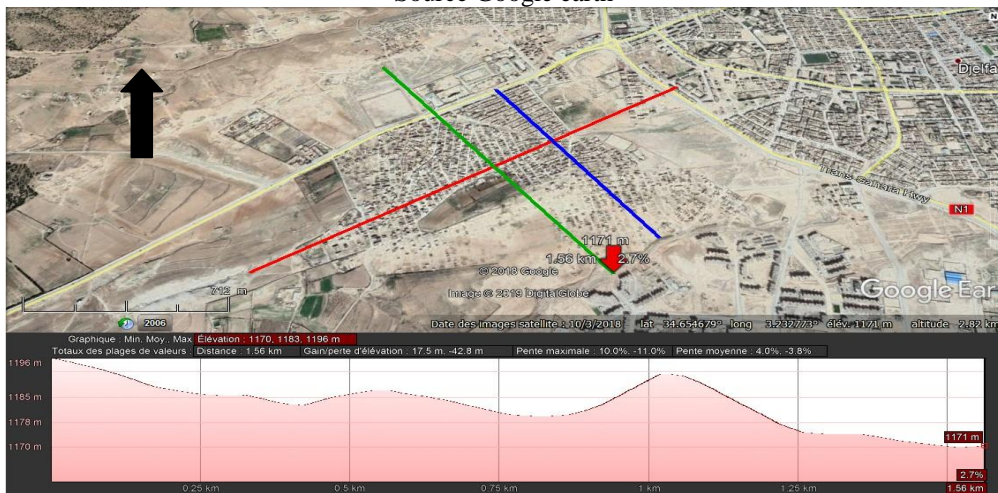 Source Google earth
N
Djelfa
Trans Sahara Hwy
N1
1171 m
1.56 km 2.7%
© 2018 Google
Image © 2019 DigitalGlobe
712 m
Google Ear
2006
Date des images satellite : 10/3/2018 lat 34.654679° long 3.232773° élév. 1171 m altitude 2.82 km
Graphique : Min. Moy.. Max. Élévation : 1170, 1183, 1196 m
Totaux des plages de valeurs : Distance : 1.56 km Gain/perte d'élévation : 17.5 m, -42.8 m Pente maximale : 10.0%, -11.0% Pente moyenne : 4.0%, -3.8%
1196 m
1185 m
1178 m
1170 m
1171 m
2.7%
0.25 km 0.5 km 0.75 km 1 km 1.25 km 1.56 km